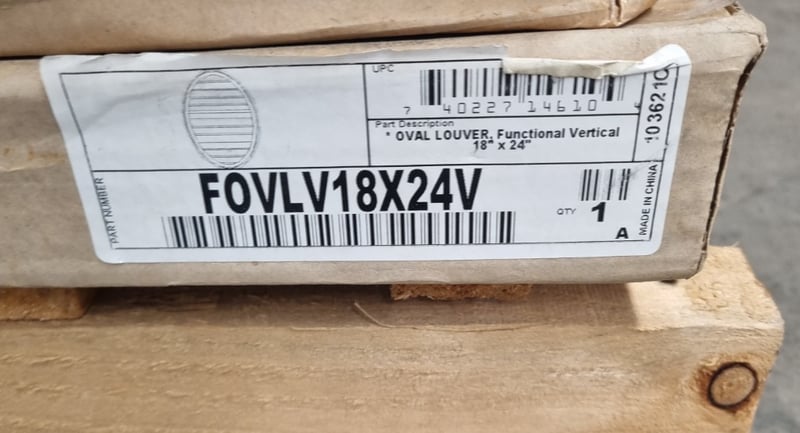 UPC
7 40227 14610 4
Part Description
* OVAL LOUVER, Functional Vertical
18" x 24"
PART NUMBER
FOVLV18X24V
QTY 1
A
MADE IN CHINA